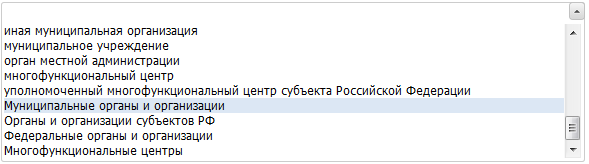 иная муниципальная организация
муниципальное учреждение
орган местной администрации
многофункциональный центр
уполномоченный многофункциональный центр субъекта Российской Федерации
Муниципальные органы и организации
Органы и организации субъектов РФ
Федеральные органы и организации
Многофункциональные центры